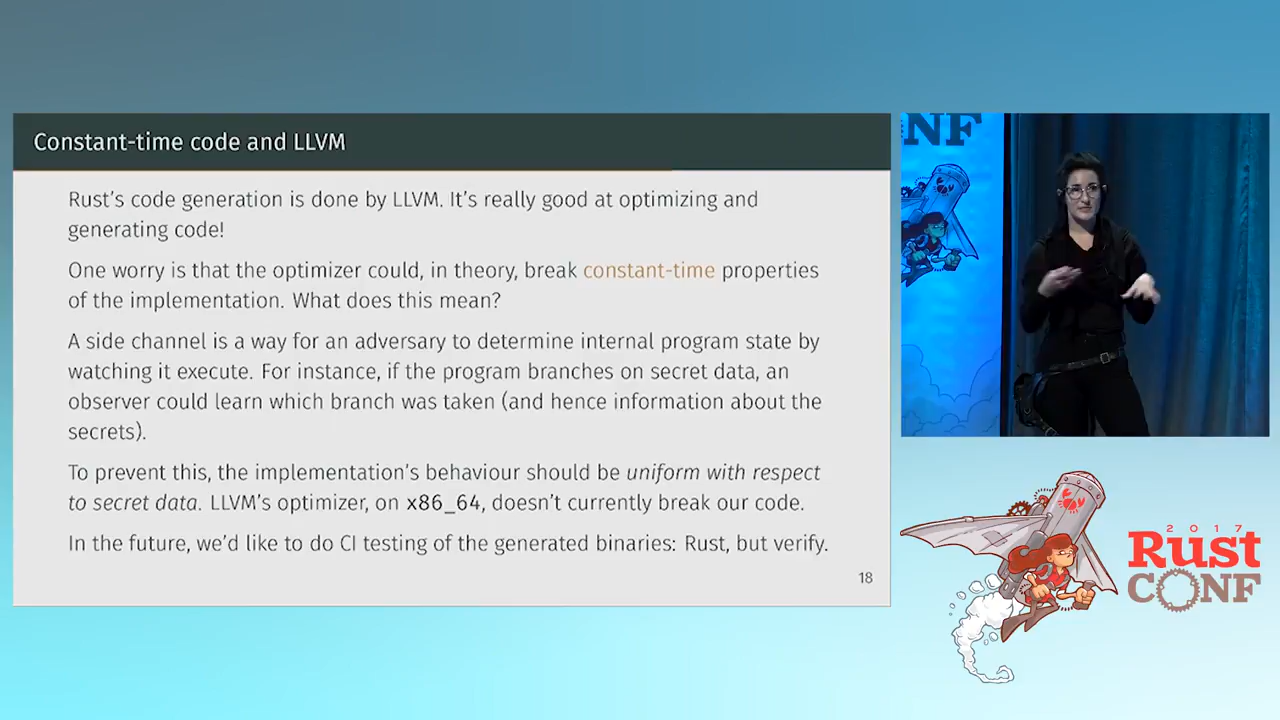 Constant-time code and LLVM
Rust's code generation is done by LLVM. It's really good at optimizing and
generating code!
One worry is that the optimizer could, in theory, break constant-time properties
of the implementation. What does this mean?
A side channel is a way for an adversary to determine internal program state by
watching it execute. For instance, if the program branches on secret data, an
observer could learn which branch was taken (and hence information about the
secrets).
To prevent this, the implementation's behaviour should be uniform with respect
to secret data. LLVM's optimizer, on x86_64, doesn't currently break our code.
In the future, we'd like to do CI testing of the generated binaries: Rust, but verify.
18
NF
2017
Rust
CONF